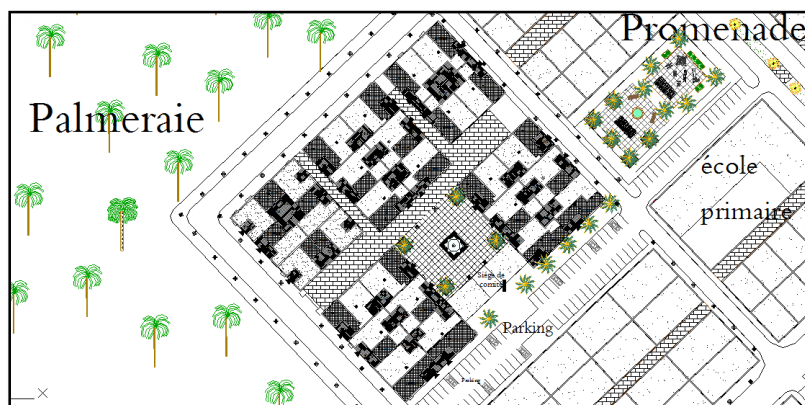 Promenade
Palmeraie
école
primaire
Siège de
comité
Parking
Parking